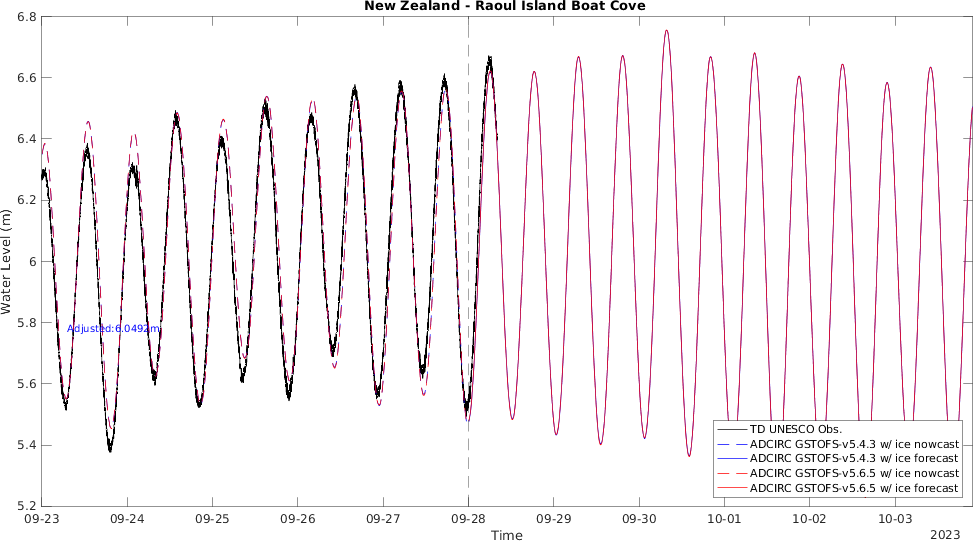 New Zealand - Raoul Island Boat Cove
6.8
6.6
6.4
6.2
6
5.8
5.6
5.4
5.2
Water Level (m)
Adjusted:6.0492m
TD UNESCO Obs.
ADCIRC GSTOFS-v5.4.3 w/ ice nowcast
ADCIRC GSTOFS-v5.4.3 w/ ice forecast
ADCIRC GSTOFS-v5.6.5 w/ ice nowcast
ADCIRC GSTOFS-v5.6.5 w/ ice forecast
09-23 09-24 09-25 09-26 09-27 09-28 09-29 09-30 10-01 10-02 10-03
Time
2023